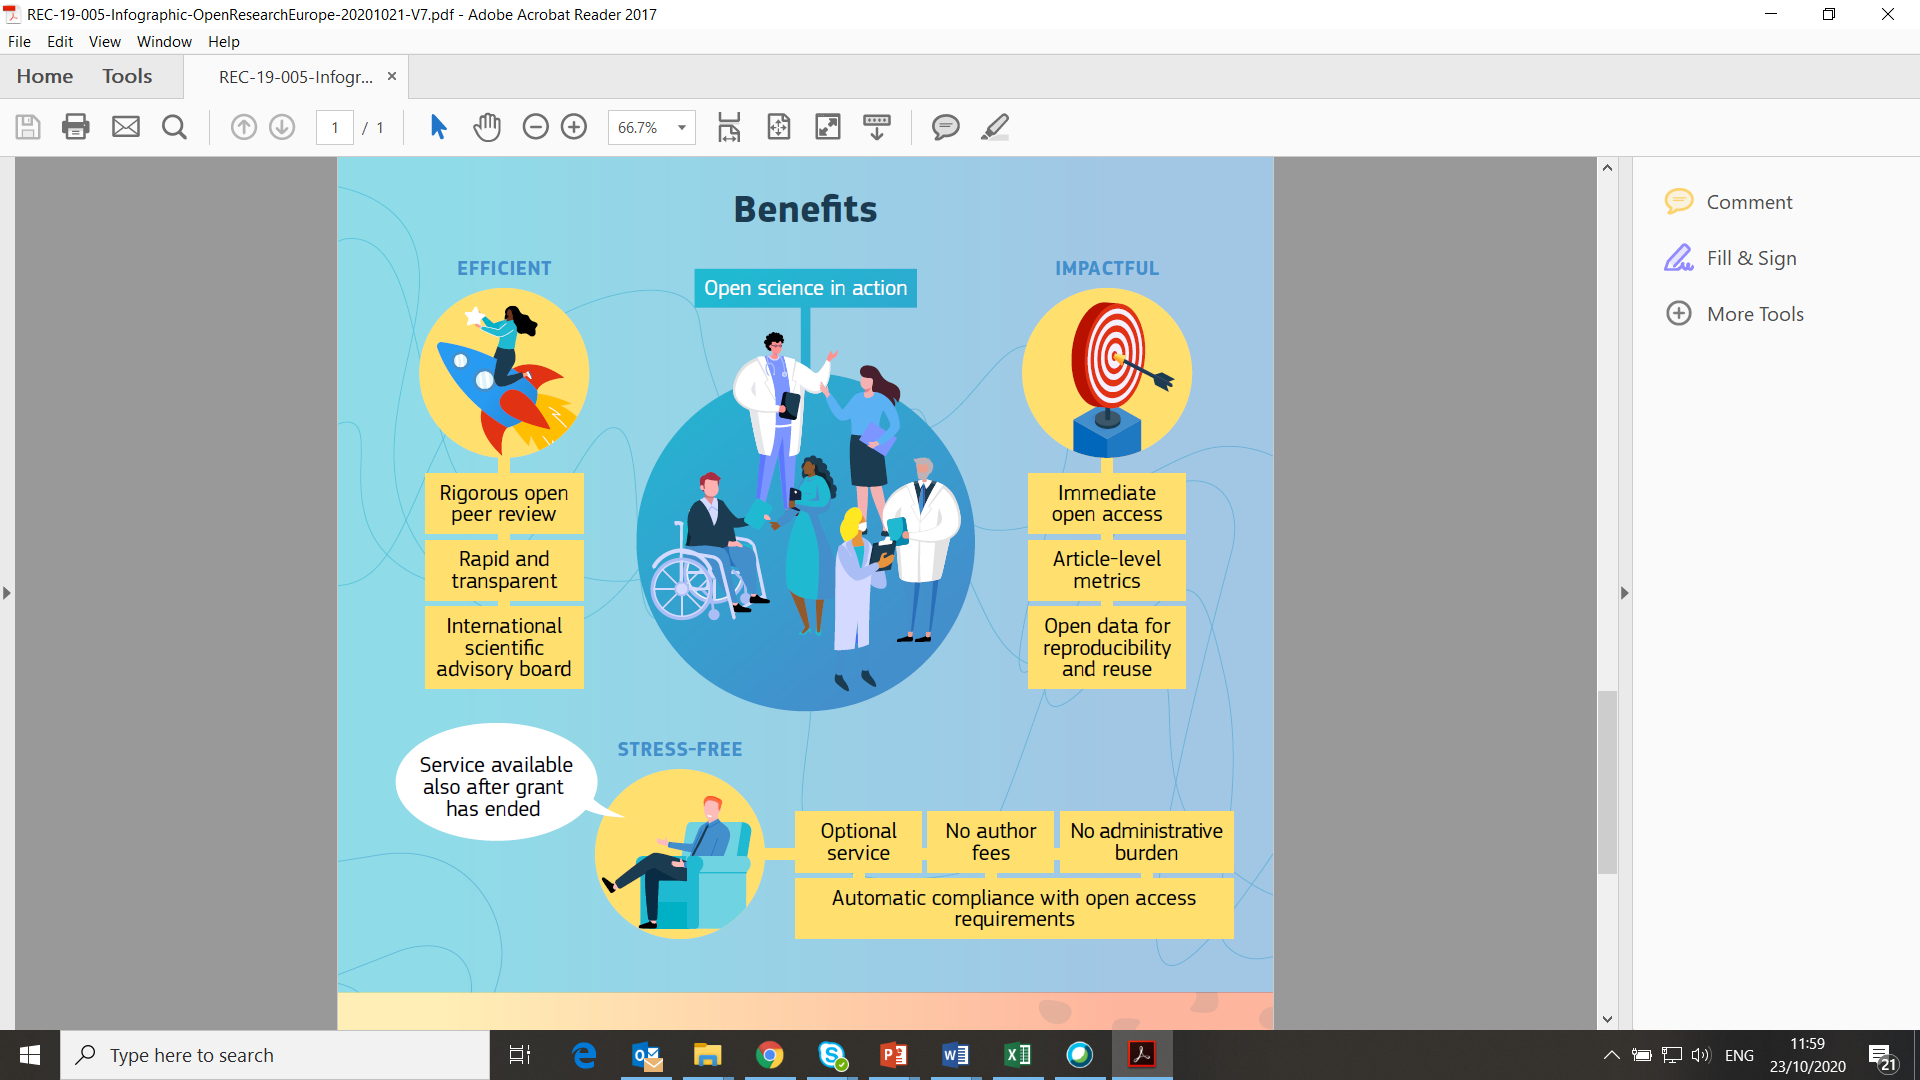 REC-19-005-Infographic-OpenResearchEurope-20201021-V7.pdf - Adobe Acrobat Reader 2017
File Edit View Window Help
Home Tools REC-19-005-Infogr...
1 / 1 66.7%
Benefits
EFFICIENT
Open science in action
IMPACTFUL
Rigorous open
peer review
Rapid and
transparent
International
scientific
advisory board
Immediate
open access
Article-level
metrics
Open data for
reproducibility
and reuse
STRESS-FREE
Service available
also after grant
has ended
Optional
service
No author
fees
No administrative
burden
Automatic compliance with open access
requirements
Comment
Fill & Sign
More Tools
Type here to search
ENG
11:59
23/10/2020
21